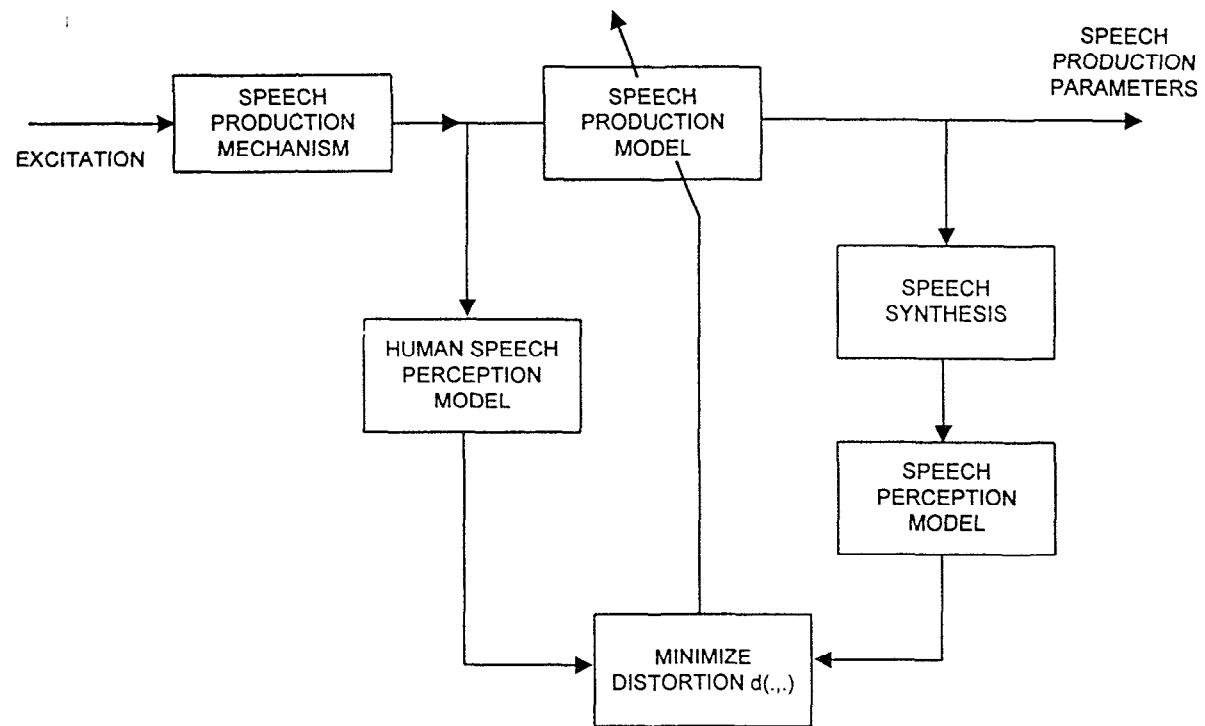 SPEECH
PRODUCTION
PARAMETERS
SPEECH
PRODUCTION
MECHANISM
SPEECH
PRODUCTION
MODEL
EXCITATION
SPEECH
SYNTHESIS
HUMAN SPEECH
PERCEPTION
MODEL
SPEECH
PERCEPTION
MODEL
MINIMIZE
DISTORTION d(.,.)